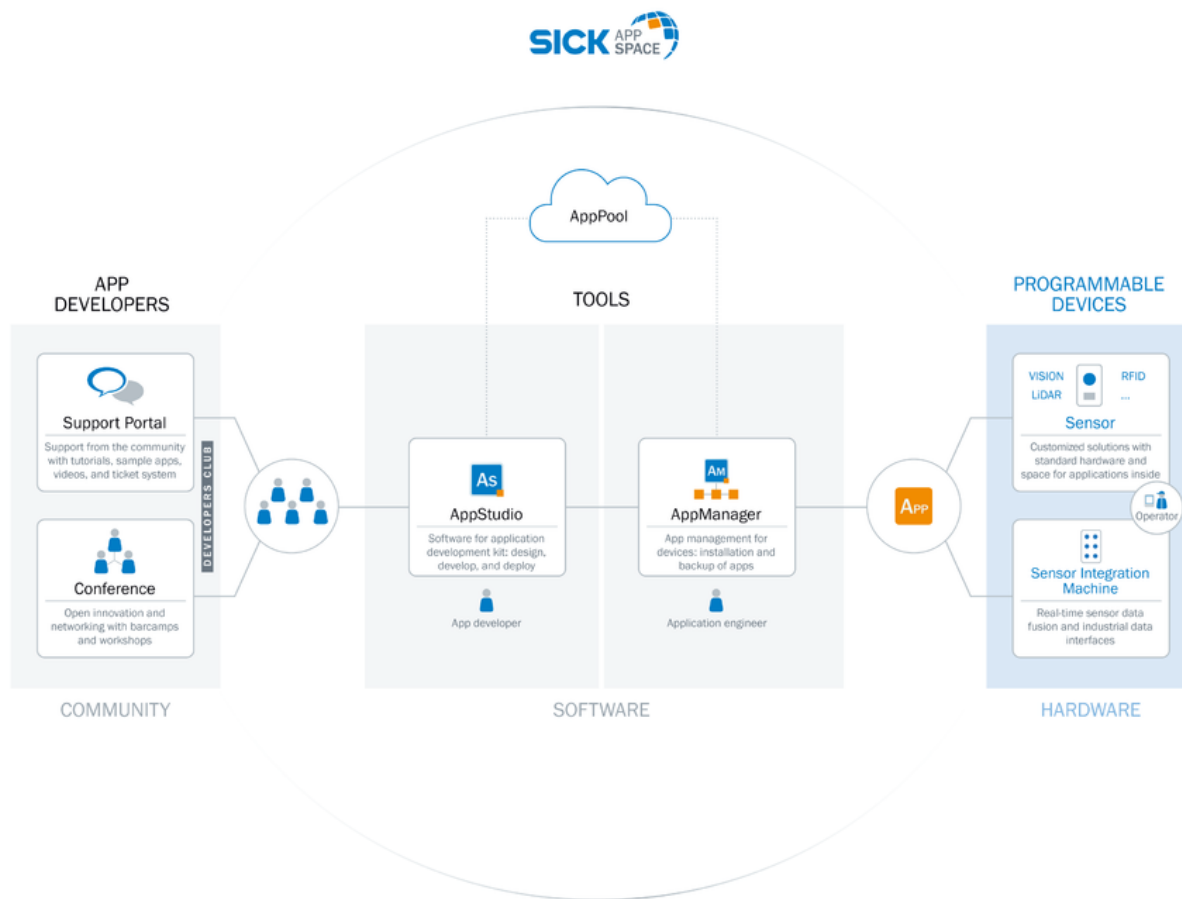 SICK APP
SPACE
AppPool
APP
DEVELOPERS
TOOLS
PROGRAMMABLE
DEVICES
Support Portal
Support from the community
with tutorials, sample apps,
videos, and ticket system
Conference
Open innovation and
networking with barcamps
and workshops
DEVELOPERS CLUB
As
AppStudio
Software for application
development kit: design,
develop, and deploy
App developer
AM
AppManager
App management for
devices: installation and
backup of apps
Application engineer
APP
VISION
RFID
LiDAR
...
Sensor
Customized solutions with
standard hardware and
space for applications inside
Operator
Sensor Integration
Machine
Real-time sensor data
fusion and industrial data
interfaces
COMMUNITY
SOFTWARE
HARDWARE